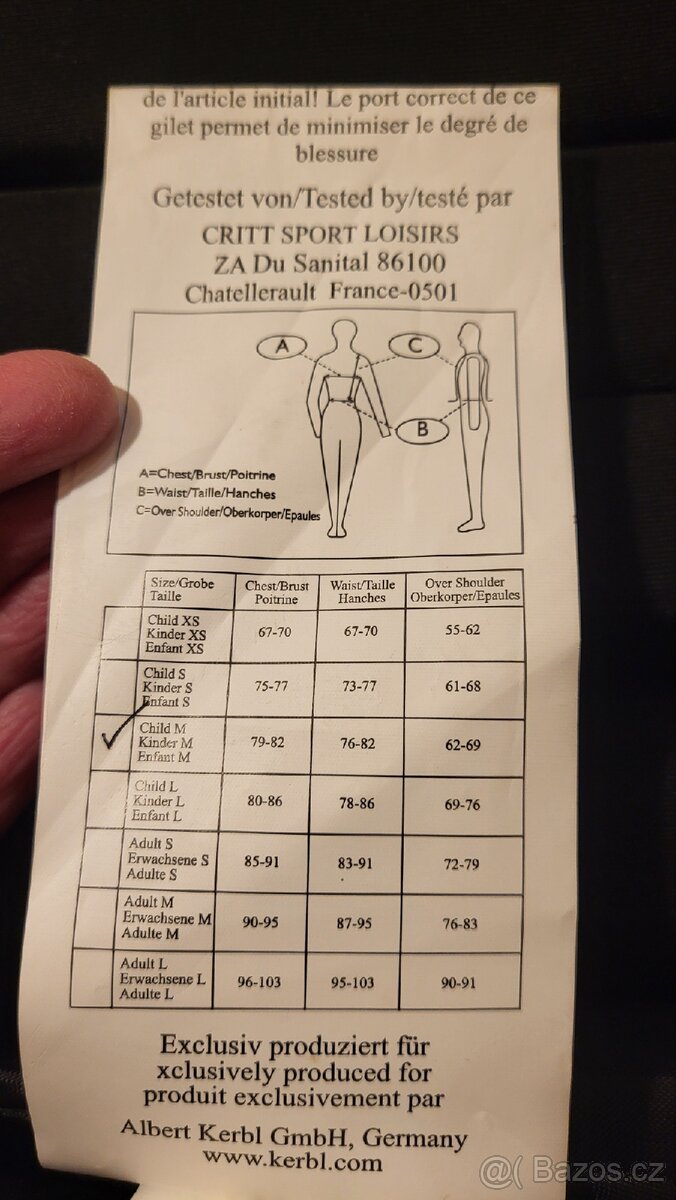 de l'article initial! Le port correct de ce
gilet permet de minimiser le degré de
blessure
Getestet von/Tested by/testé par
CRITT SPORT LOISIRS
ZA Du Sanital 86100
Chatellerault France-0501
A
C
B
A=Chest/Brust/Poitrine
B=Waist/Taille/Hanches
C=Over Shoulder/Oberkorper/Epaules
Size/Grobe
Taille
Chest/Brust
Poitrine
Waist/Taille
Hanches
Over Shoulder
Oberkorper/Epaules
Child XS
Kinder XS
Enfant XS
67-70
67-70
55-62
Child S
Kinder S
Enfant S
75-77
73-77
61-68
Child M
Kinder M
Enfant M
79-82
76-82
62-69
Child L
Kinder L
Enfant L
80-86
78-86
69-76
Adult S
Erwachsene S
Adulte S
85-91
83-91
72-79
Adult M
Erwachsene M
Adulte M
90-95
87-95
76-83
Adult L
Erwachsene L
Adulte L
96-103
95-103
90-91
Exclusiv produziert für
xclusively produced for
produit exclusivement par
Albert Kerbl GmbH, Germany
www.kerbl.com
@( Bazos.cz